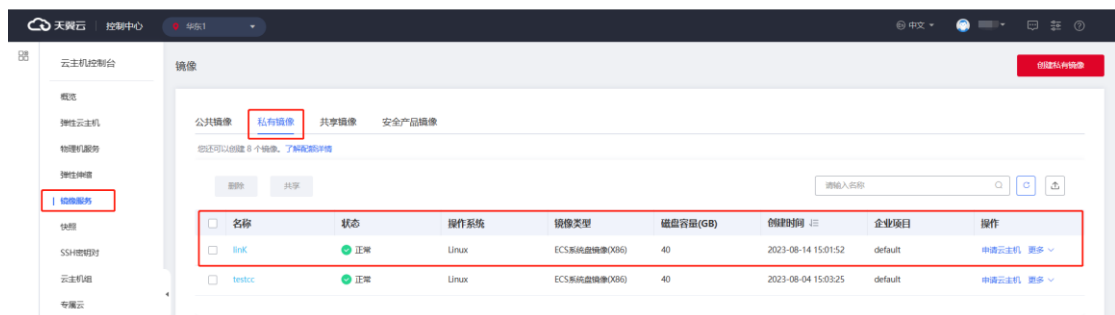 天翼云 控制中心 华东1 中文
云主机控制台
镜像
创建私有镜像
概览
弹性云主机
物理机服务
弹性伸缩
镜像服务
快照
SSH密钥对
云主机组
专属云
公共镜像 私有镜像 共享镜像 安全产品镜像
您还可以创建 8 个镜像。了解配额详情
删除 共享 请输入名称
名称 状态 操作系统 镜像类型 磁盘容量(GB) 创建时间 企业项目 操作
linK 正常 Linux ECS系统盘镜像(X86) 40 2023-08-14 15:01:52 default 申请云主机 更多
testcc 正常 Linux ECS系统盘镜像(X86) 40 2023-08-04 15:03:25 default 申请云主机 更多